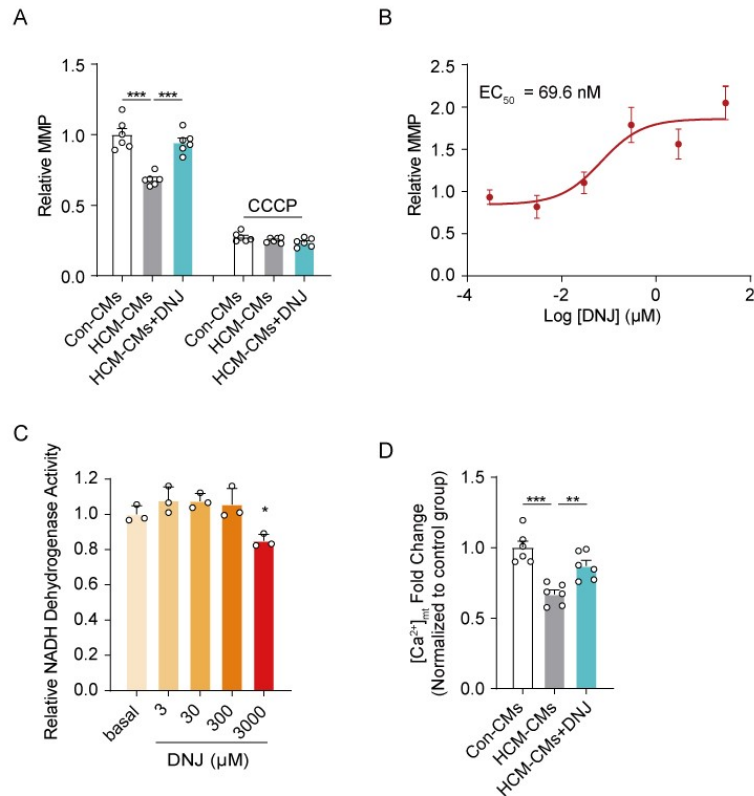 A
Relative MMP
1.5
1.0
0.5
0.0
***
***
CCCP
Con-CMs
HCM-CMs
HCM-CMs+DNJ
Con-CMs
HCM-CMs
HCM-CMs+DNJ
B
Relative MMP
2.5
2.0
1.5
1.0
0.5
0.0
EC50 = 69.6 nM
-4
-2
0
2
Log [DNJ] (µM)
C
Relative NADH Dehydrogenase Activity
1.2
1.0
0.8
0.6
0.4
0.2
0.0
*
basal
3
30
300
3000
DNJ (µM)
D
[Ca2+]mt Fold Change
(Normalized to control group)
1.5
1.0
0.5
0.0
***
**
Con-CMs
HCM-CMs
HCM-CMs+DNJ